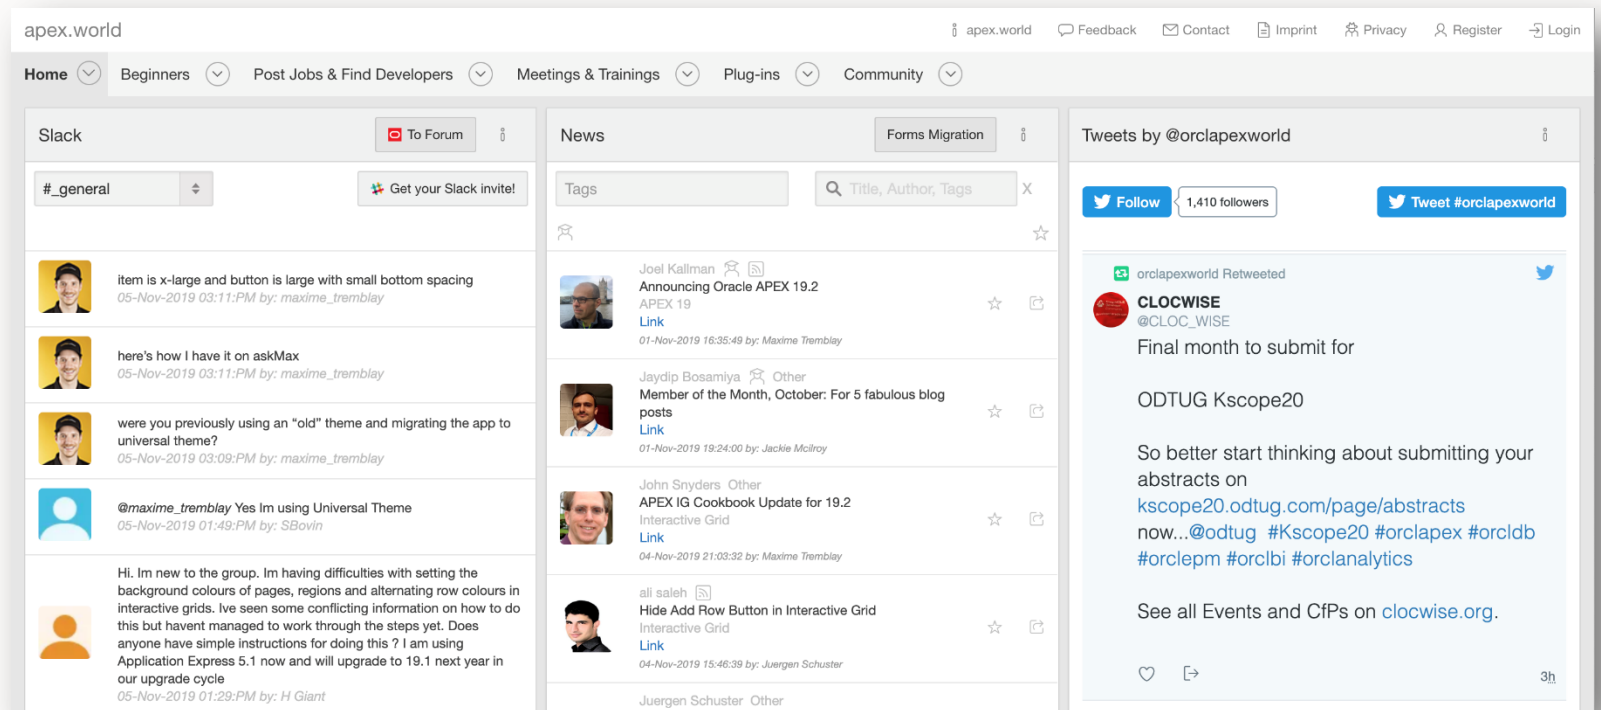 apex.world
apex.world Feedback Contact Imprint Privacy Register Login
Home Beginners Post Jobs & Find Developers Meetings & Trainings Plug-ins Community
Slack To Forum
#_general Get your Slack invite!
item is x-large and button is large with small bottom spacing
05-Nov-2019 03:11:PM by: maxime_tremblay
here's how I have it on askMax
05-Nov-2019 03:11:PM by: maxime_tremblay
were you previously using an “old” theme and migrating the app to
universal theme?
05-Nov-2019 03:09:PM by: maxime_tremblay
@maxime_tremblay Yes Im using Universal Theme
05-Nov-2019 01:49:PM by: SBovin
Hi. Im new to the group. Im having difficulties with setting the
background colours of pages, regions and alternating row colours in
interactive grids. Ive seen some conflicting information on how to do
this but havent managed to work through the steps yet. Does
anyone have simple instructions for doing this ? I am using
Application Express 5.1 now and will upgrade to 19.1 next year in
our upgrade cycle
05-Nov-2019 01:29:PM by: H Giant
News Forms Migration
Tags Title, Author, Tags X
Joel Kallman
Announcing Oracle APEX 19.2
APEX 19
Link
01-Nov-2019 16:35:49 by: Maxime Tremblay
Jaydip Bosamiya Other
Member of the Month, October: For 5 fabulous blog
posts
Link
01-Nov-2019 19:24:00 by: Jackie Mcilroy
John Snyders Other
APEX IG Cookbook Update for 19.2
Interactive Grid
Link
04-Nov-2019 21:03:32 by: Maxime Tremblay
ali saleh
Hide Add Row Button in Interactive Grid
Interactive Grid
Link
04-Nov-2019 15:46:39 by: Juergen Schuster
Juergen Schuster Other
Tweets by @orclapexworld
Follow 1,410 followers Tweet #orclapexworld
orclapexworld Retweeted
CLOCWISE
@CLOC_WISE
Final month to submit for
ODTUG Kscope20
So better start thinking about submitting your
abstracts on
kscope20.odtug.com/page/abstracts
now...@odtug #Kscope20 #orclapex #orcldb
#orclepm #orclbi #orclanalytics
See all Events and CfPs on clocwise.org.
3h